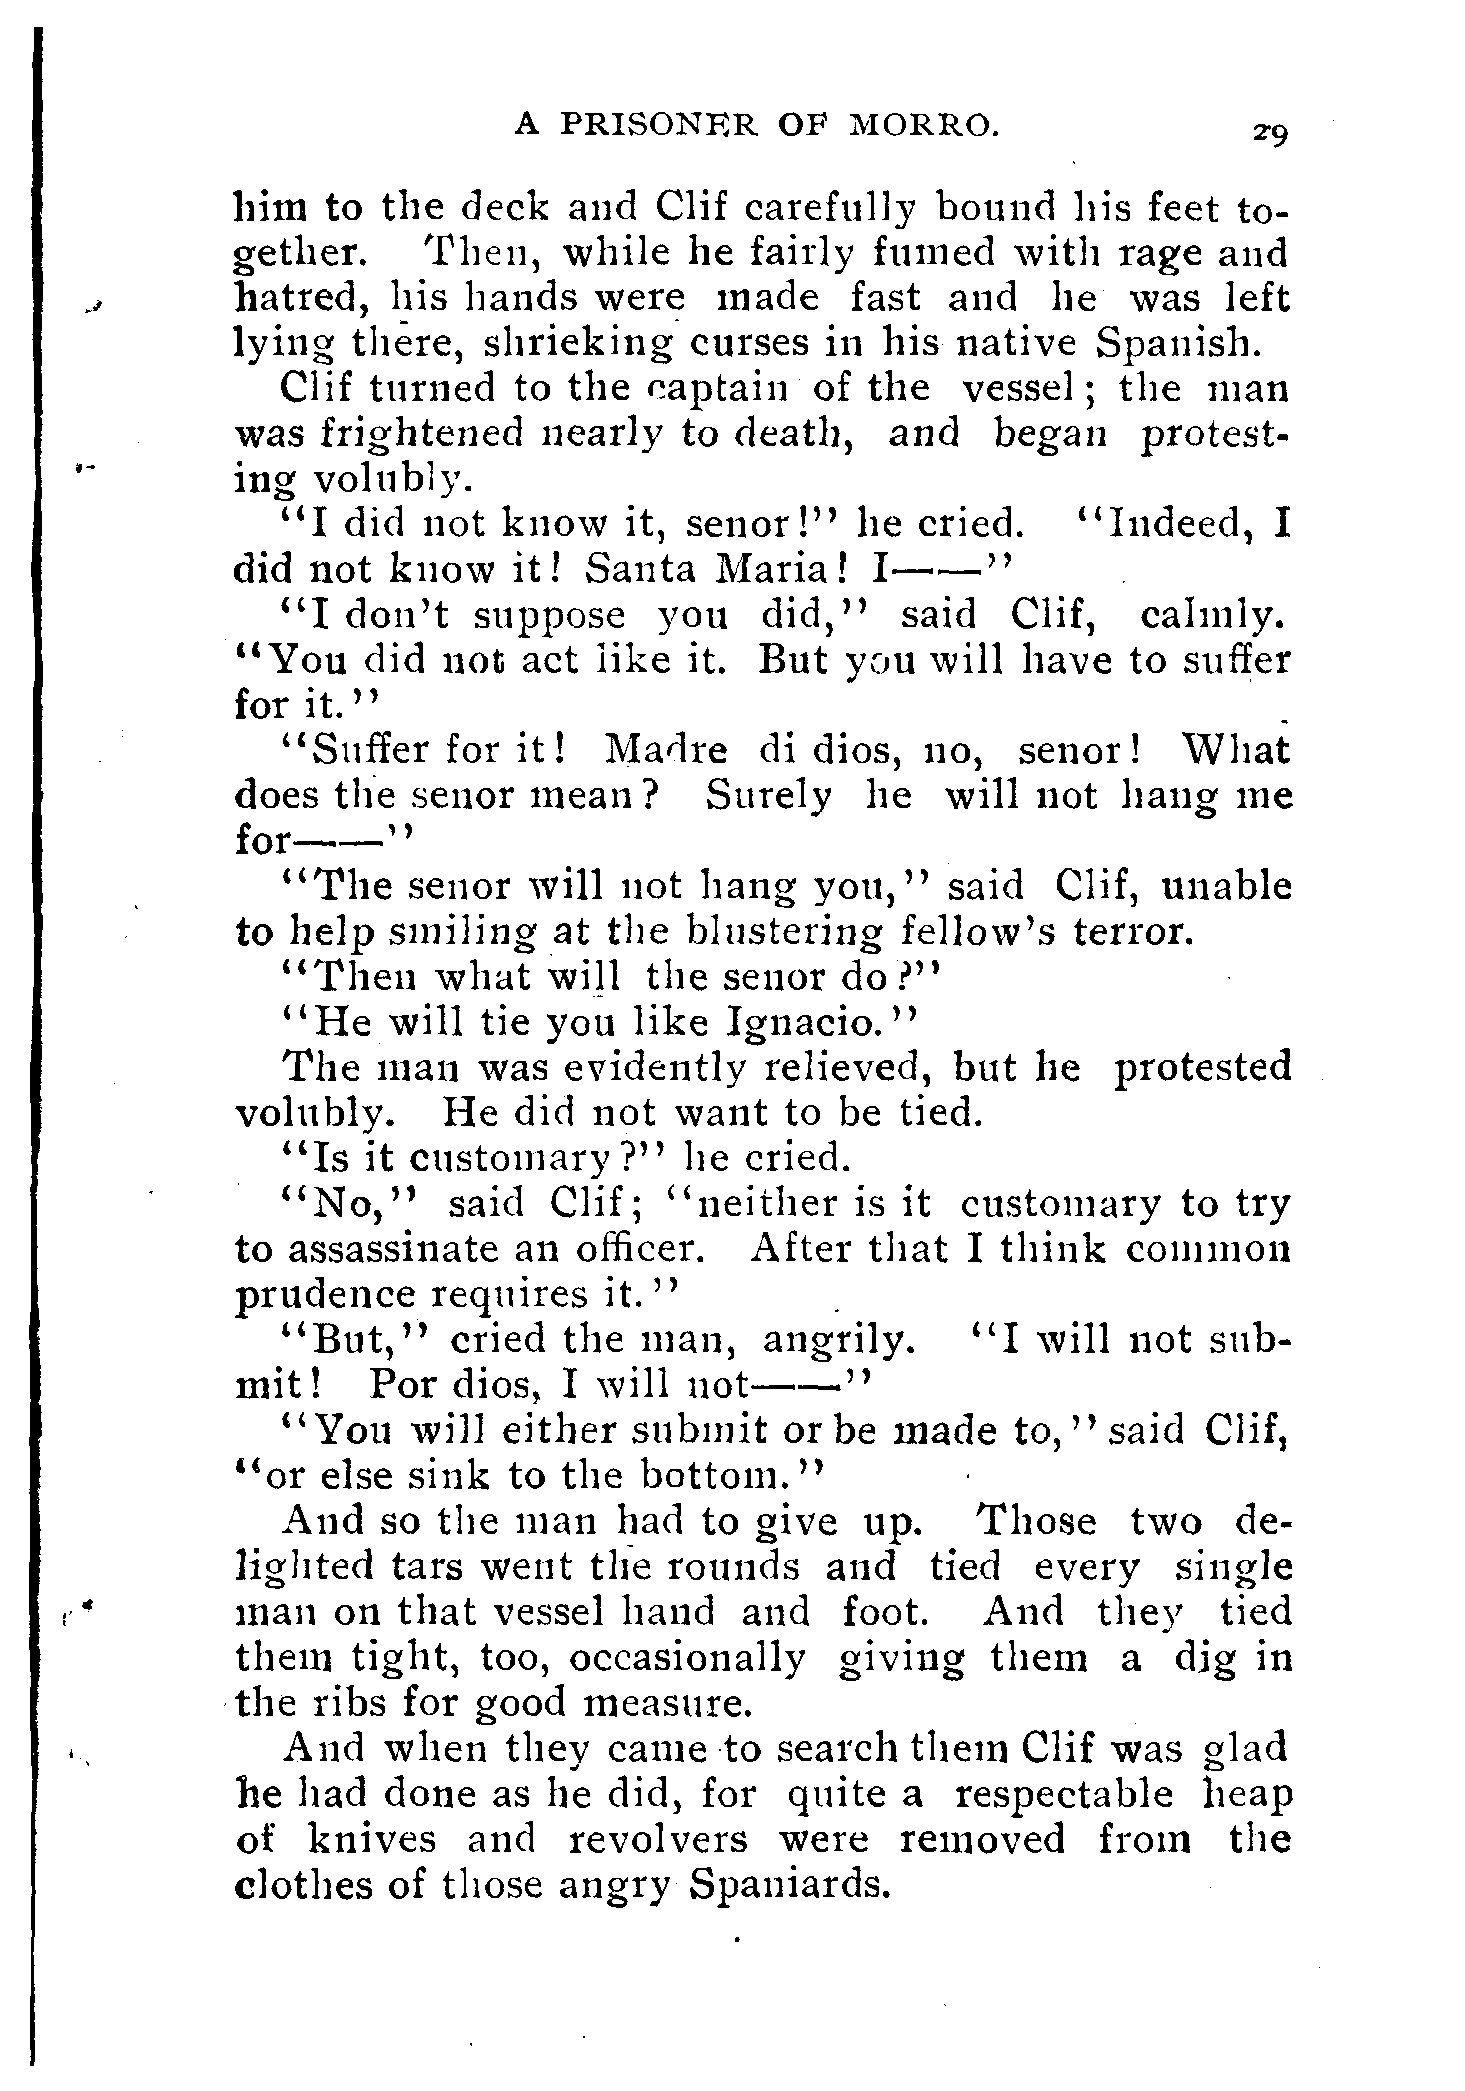 A PRISONER OF MORRO. 29
him to the deck and Clif carefully bound his feet to-
gether. Then, while he fairly fumed with rage and
hatred, his hands were made fast and he was left
lying there, shrieking curses in his native Spanish.
Clif turned to the captain of the vessel; the man
was frightened nearly to death, and began protest-
ing volubly.
"I did not know it, senor!" he cried. "Indeed, I
did not know it! Santa Maria! I——"
"I don't suppose you did," said Clif, calmly.
"You did not act like it. But you will have to suffer
for it."
"Suffer for it! Madre di dios, no, senor! What
does the senor mean? Surely he will not hang me
for——"
"The senor will not hang you," said Clif, unable
to help smiling at the blustering fellow's terror.
"Then what will the senor do?"
"He will tie you like Ignacio."
The man was evidently relieved, but he protested
volubly. He did not want to be tied.
"Is it customary?" he cried.
"No," said Clif; "neither is it customary to try
to assassinate an officer. After that I think common
prudence requires it."
"But," cried the man, angrily. "I will not sub-
mit! Por dios, I will not——"
"You will either submit or be made to," said Clif,
"or else sink to the bottom."
And so the man had to give up. Those two de-
lighted tars went the rounds and tied every single
man on that vessel hand and foot. And they tied
them tight, too, occasionally giving them a dig in
the ribs for good measure.
And when they came to search them Clif was glad
he had done as he did, for quite a respectable heap
of knives and revolvers were removed from the
clothes of those angry Spaniards.